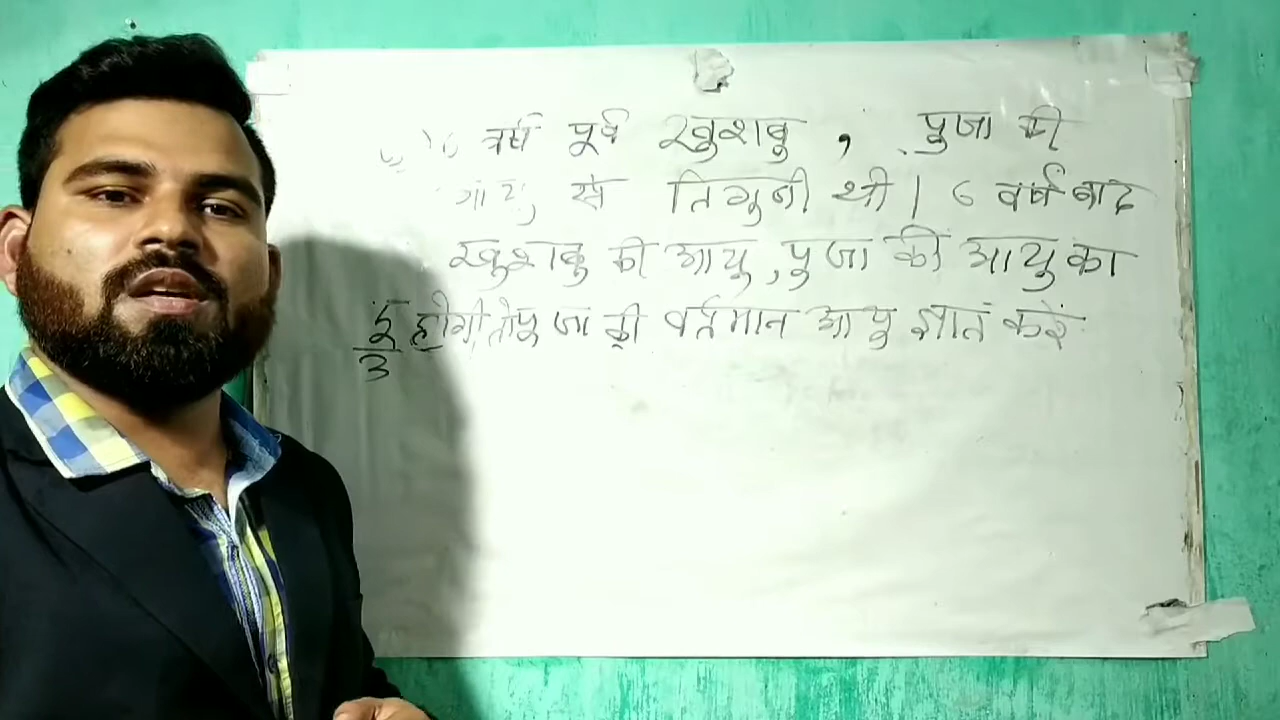 वर्ष पूर्व खुशबु , पुजा की
आयु से तिगुनी थी । 6 वर्ष बाद
खुशबु की आयु , पुजा की आयु का
5/3 होगी तो पुजा की वर्तमान आयु ज्ञात करें